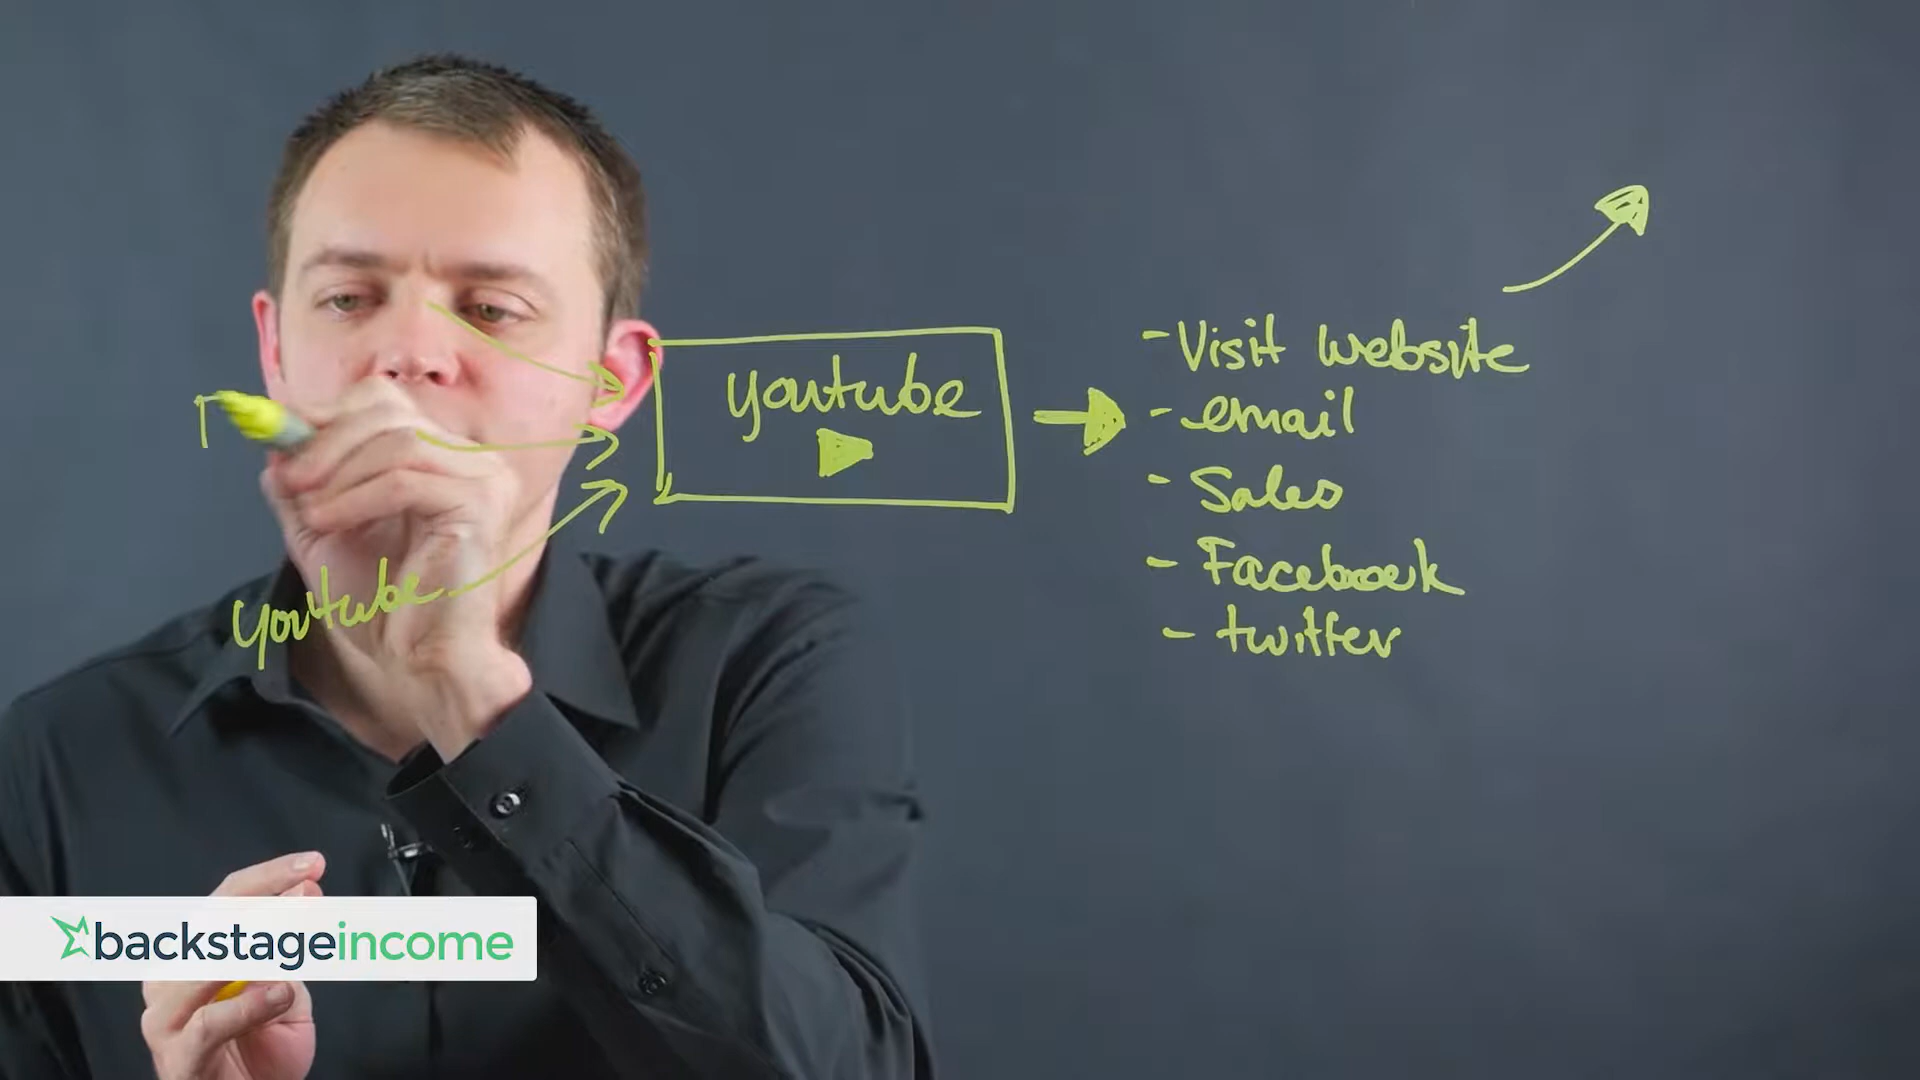 youtube
- Visit website
- email
- Sales
- Facebook
- twitter
youtube
backstageincome